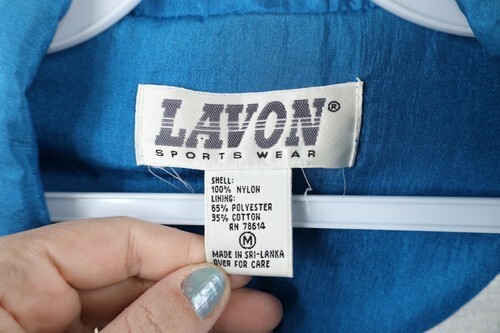 LAVON®
SPORTS WEAR
SHELL:
100% NYLON
LINING:
65% POLYESTER
35% COTTON
RN 78614
M
MADE IN SRI-LANKA
OVER FOR CARE